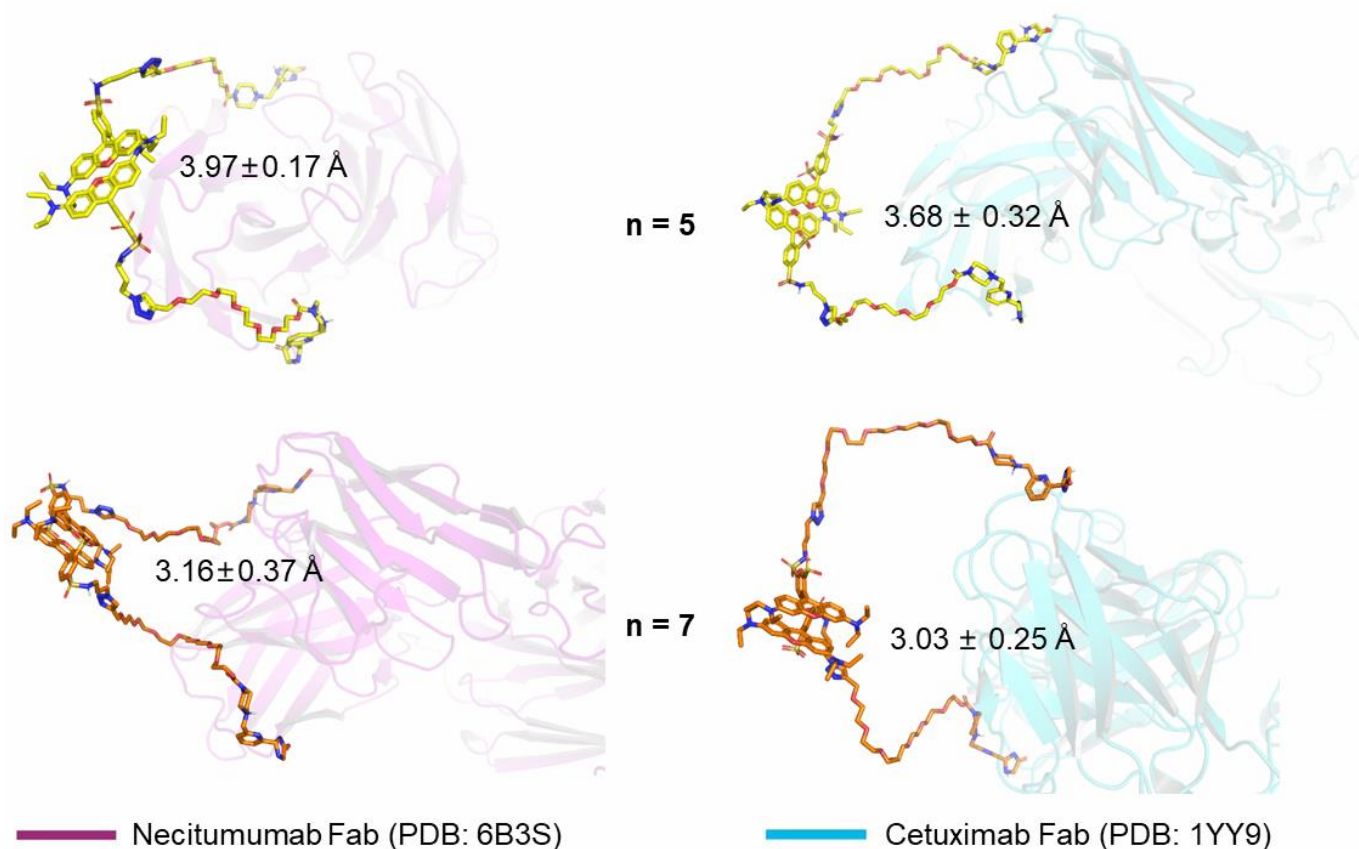 3.97±0.17 Å
n = 5
3.68 ± 0.32 Å
3.16±0.37 Å
n = 7
3.03 ± 0.25 Å
Necitumumab Fab (PDB: 6B3S)
Cetuximab Fab (PDB: 1YY9)